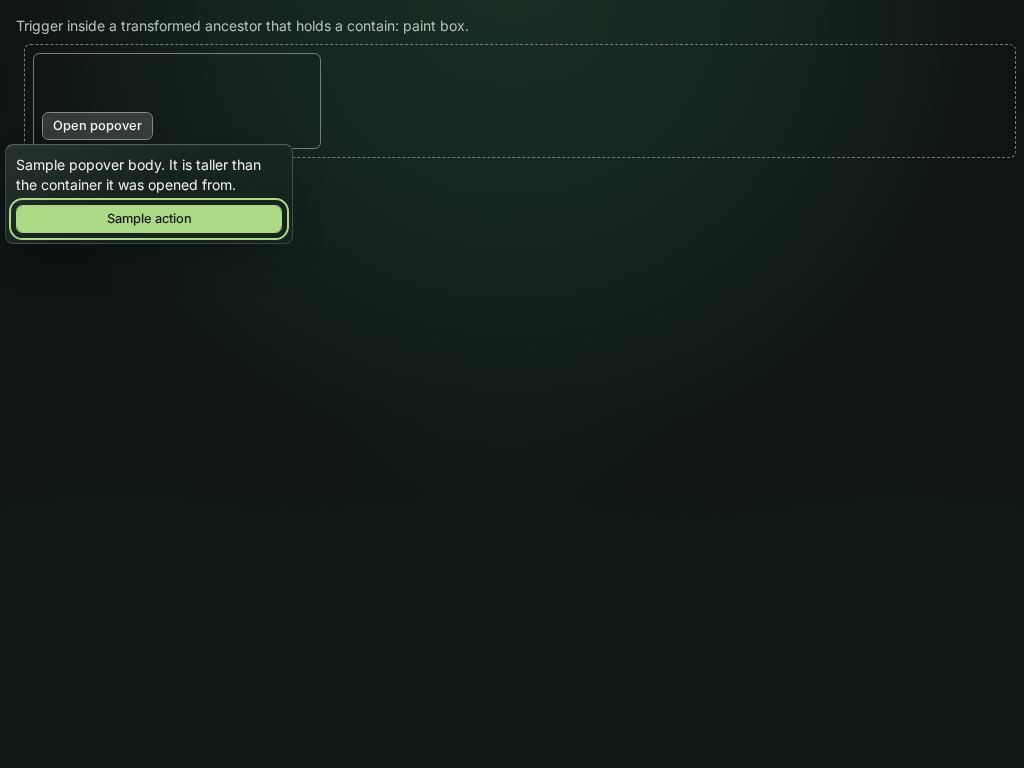 Trigger inside a transformed ancestor that holds a contain: paint box.
Open popover
Sample popover body. It is taller than
the container it was opened from.
Sample action